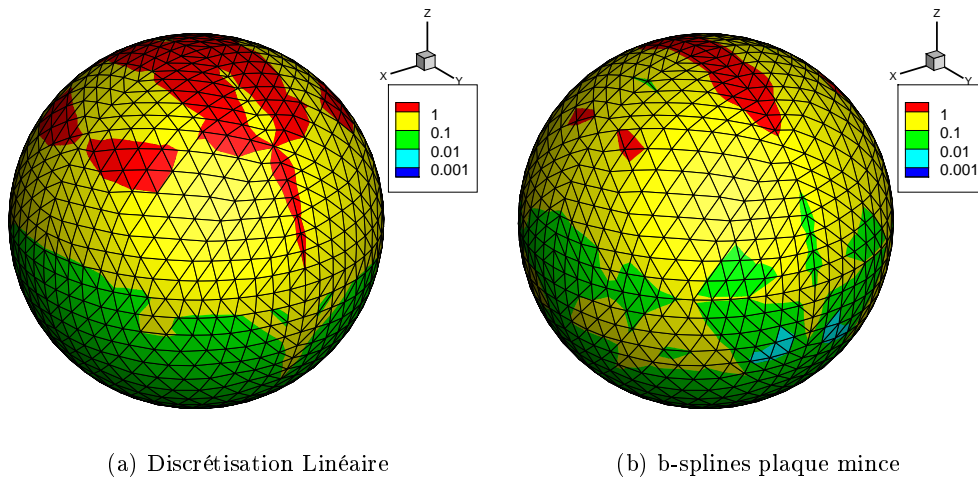 Z
X
Y
1
0.1
0.01
0.001
Z
X
Y
1
0.1
0.01
0.001
(a) Discrétisation Linéaire
(b) b-splines plaque mince